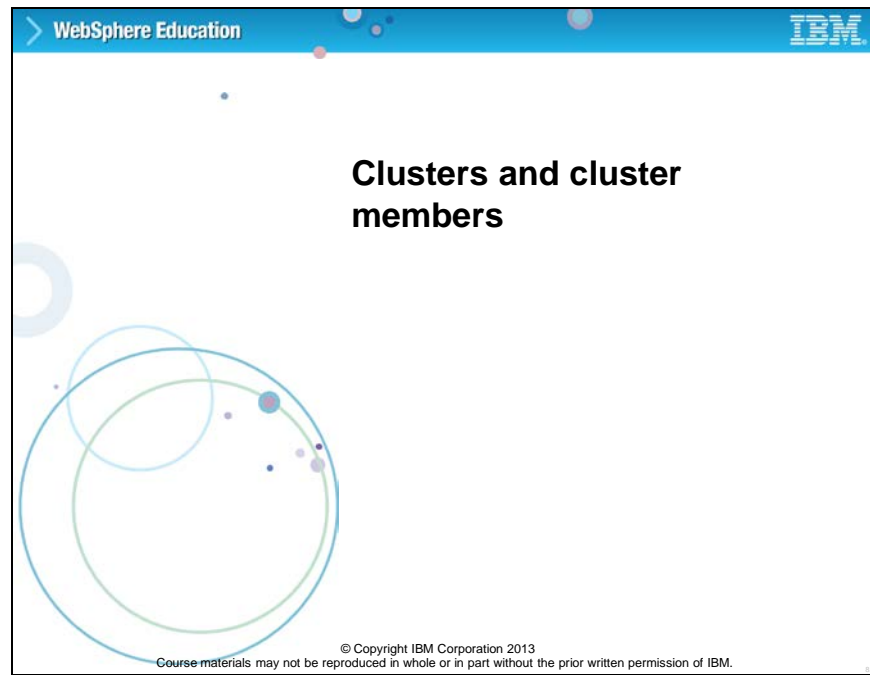 WebSphere Education
IBM.
Clusters and cluster
members
© Copyright IBM Corporation 2013
Course materials may not be reproduced in whole or in part without the prior written permission of IBM.